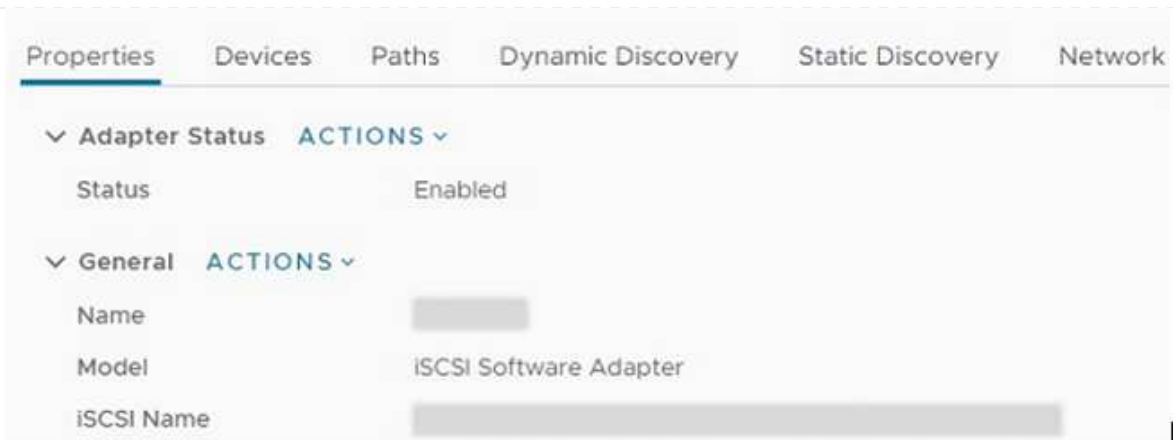 Properties Devices Paths Dynamic Discovery Static Discovery Network
Adapter Status ACTIONS
Status Enabled
General ACTIONS
Name
Model iSCSI Software Adapter
iSCSI Name